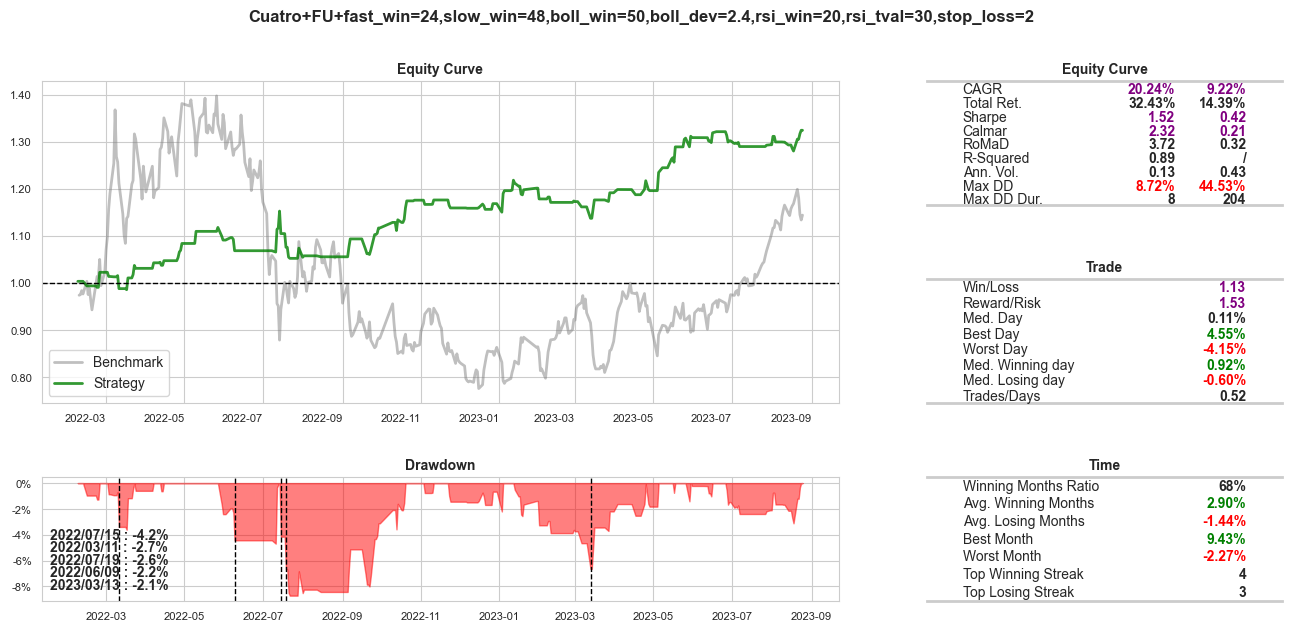 Cuatro+FU+fast_win=24,slow_win=48,boll_win=50,boll_dev=2.4,rsi_win=20,rsi_tval=30,stop_loss=2
Equity Curve
1.40
1.30
1.20
1.10
1.00
0.90
0.80
Benchmark
Strategy
2022-03 2022-05 2022-07 2022-09 2022-11 2023-01 2023-03 2023-05 2023-07 2023-09
Equity Curve
CAGR 20.24% 9.22%
Total Ret. 32.43% 14.39%
Sharpe 1.52 0.42
Calmar 2.32 0.21
RoMaD 3.72 0.32
R-Squared 0.89 /
Ann. Vol. 0.13 0.43
Max DD 8.72% 44.53%
Max DD Dur. 8 204
Trade
Win/Loss 1.13
Reward/Risk 1.53
Med. Day 0.11%
Best Day 4.55%
Worst Day -4.15%
Med. Winning day 0.92%
Med. Losing day -0.60%
Trades/Days 0.52
Drawdown
0%
-2%
-4%
-6%
-8%
2022/07/15 : -4.2%
2022/03/11 : -2.7%
2022/07/19 : -2.6%
2022/06/09 : -2.2%
2023/03/13 : -2.1%
2022-03 2022-05 2022-07 2022-09 2022-11 2023-01 2023-03 2023-05 2023-07 2023-09
Time
Winning Months Ratio 68%
Avg. Winning Months 2.90%
Avg. Losing Months -1.44%
Best Month 9.43%
Worst Month -2.27%
Top Winning Streak 4
Top Losing Streak 3